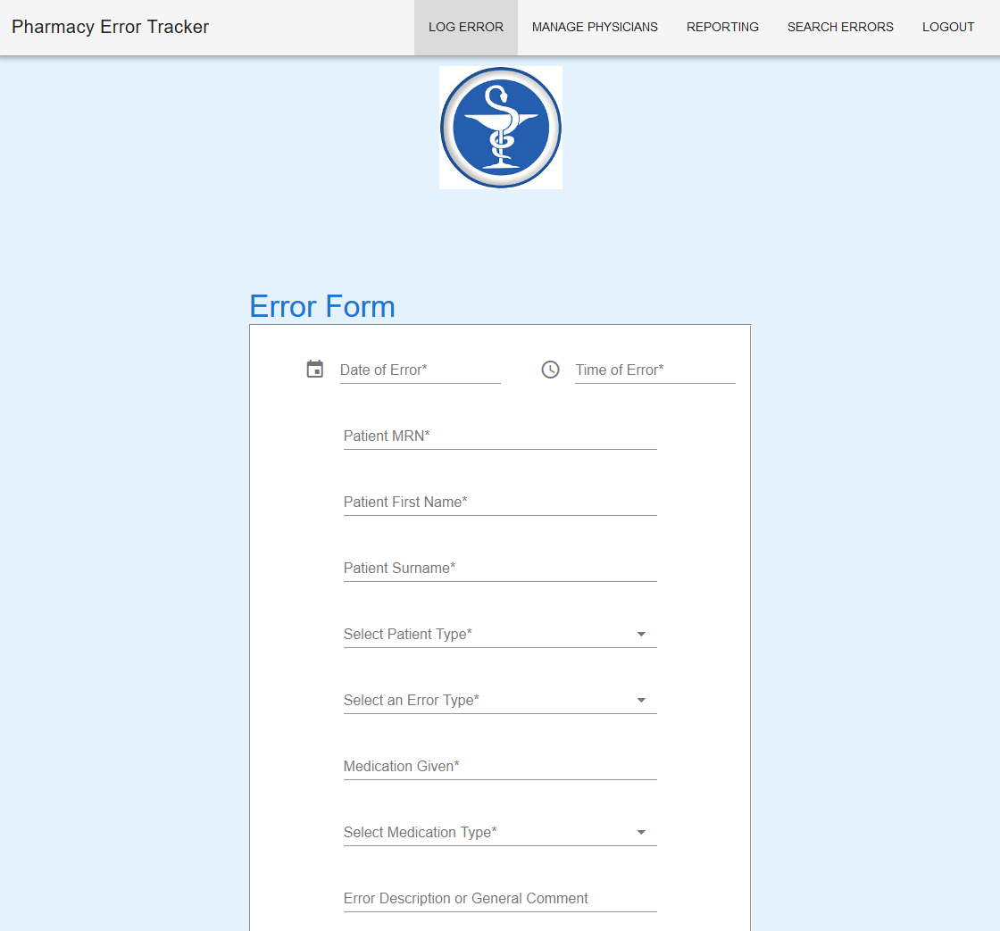 Pharmacy Error Tracker LOG ERROR MANAGE PHYSICIANS REPORTING SEARCH ERRORS LOGOUT
Error Form
Date of Error* Time of Error*
Patient MRN*
Patient First Name*
Patient Surname*
Select Patient Type*
Select an Error Type*
Medication Given*
Select Medication Type*
Error Description or General Comment